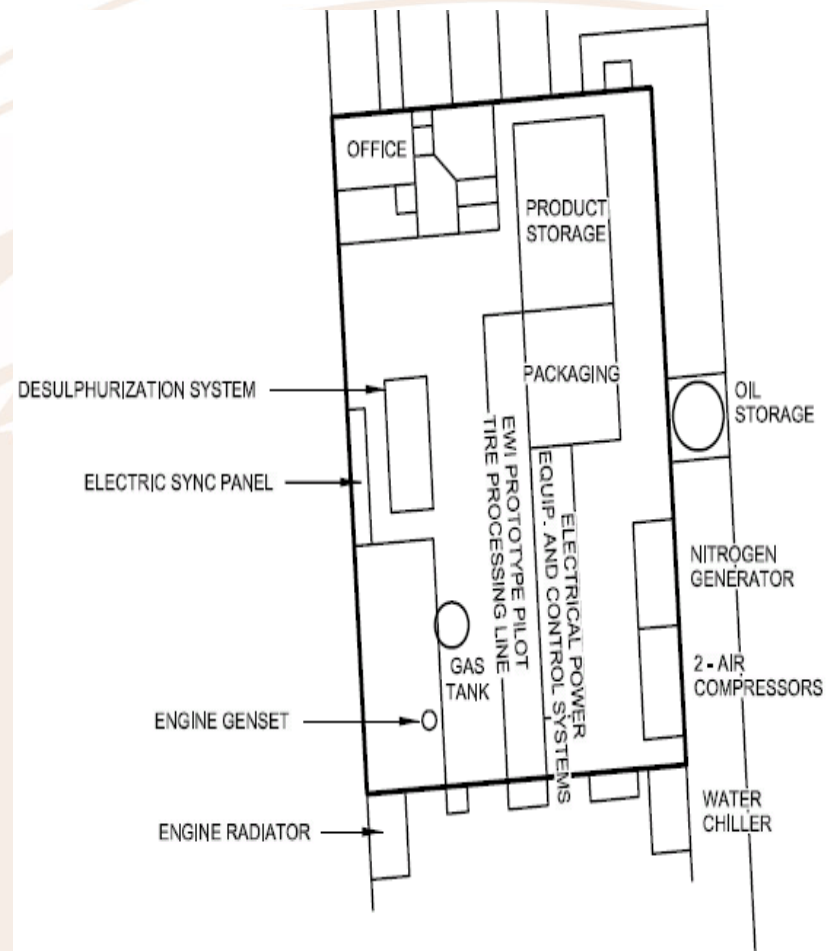 OFFICE
PRODUCT
STORAGE
PACKAGING
DESULPHURIZATION SYSTEM
OIL
STORAGE
ELECTRIC SYNC PANEL
EWI PROTOTYPE PILOT
TIRE PROCESSING LINE
ELECTRICAL POWER
EQUIP. AND CONTROL SYSTEMS
NITROGEN
GENERATOR
GAS
TANK
2 - AIR
COMPRESSORS
ENGINE GENSET
ENGINE RADIATOR
WATER
CHILLER